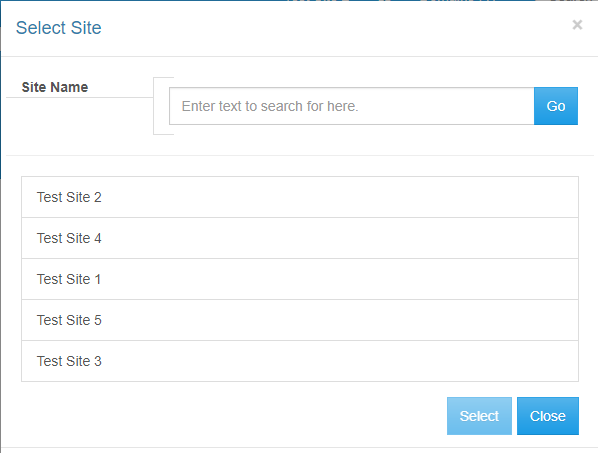 Select Site
×
Site Name
Enter text to search for here.
Go
Test Site 2
Test Site 4
Test Site 1
Test Site 5
Test Site 3
Select
Close